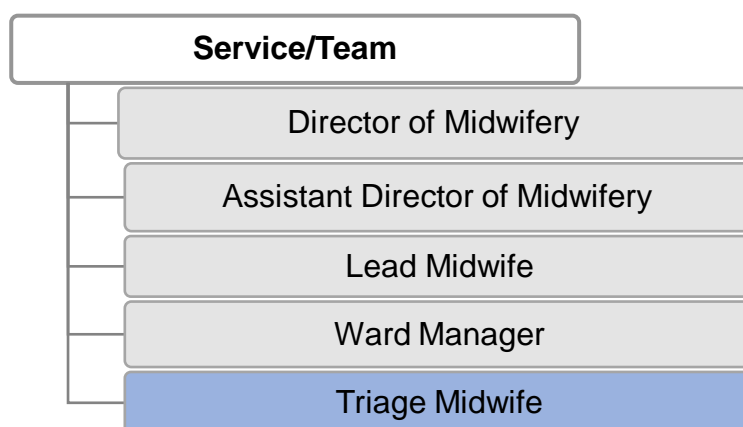 Service/Team
Director of Midwifery
Assistant Director of Midwifery
Lead Midwife
Ward Manager
Triage Midwife